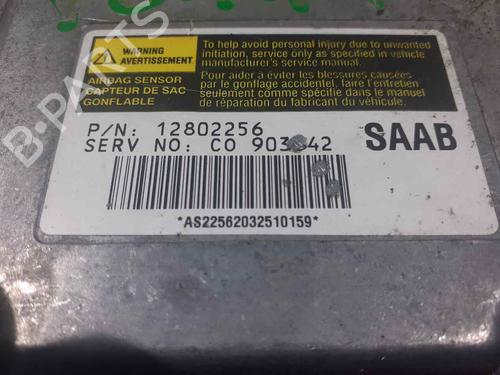 WARNING
AVERTISSEMENT
AIRBAG SENSOR
CAPTEUR DE SAC
GONFLABLE
To help avoid personal injury due to unwanted
initiation, service only as specified in vehicle
manufacturer's service manual.
Pour aider à éviter les blessures causées
par le gonflage accidentel, faire l'entretien
seulement comme spécifié dans le manuel
de réparation du fabricant du véhicule.
P/N: 12802256
SERV NO: CO
SAAB
*AS22562032510159*
B-PARTS